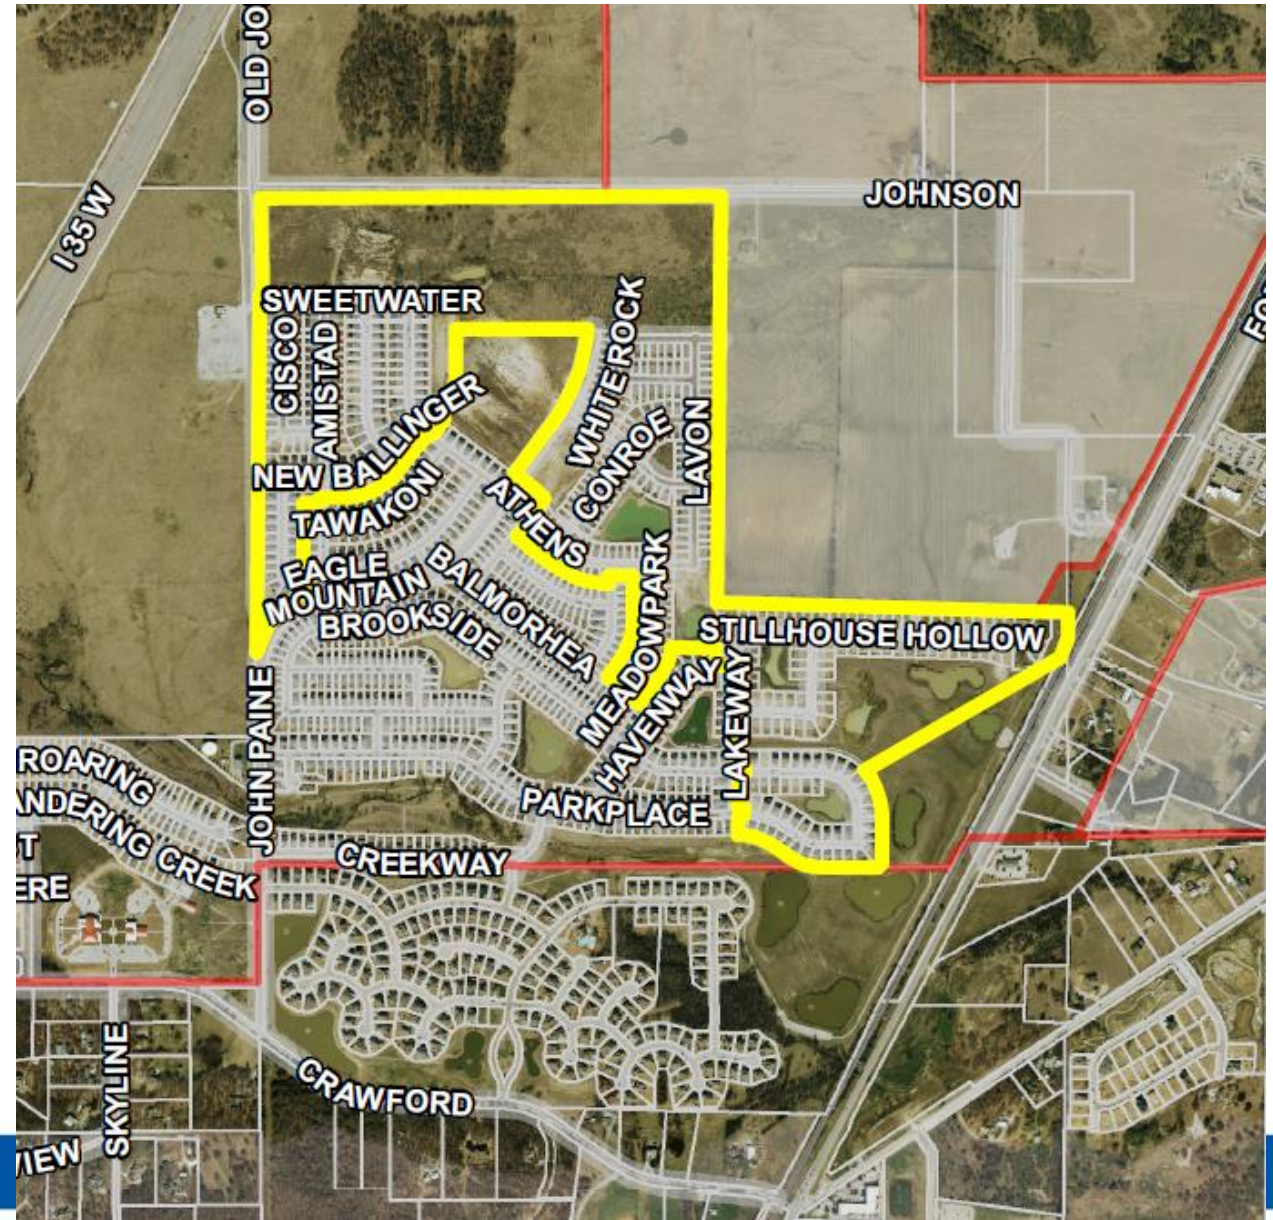 OLD JO
JOHNSON
I 35 W
SWEETWATER
CISCO
AMISTAD
WHITE ROCK
CONROE
LAVON
NEW BALLINGER
TAWAKONI
ATHENS
EAGLE
MOUNTAIN
BROOKSIDE
BALMORHEA
MEADOWPARK
STILLHOUSE HOLLOW
HAVENWAY
LAKEWAY
JOHN PAINE
PARKPLACE
ROARING
ANDERING CREEK
CREEKWAY
ERE
SKYLINE
CRAWFORD
VIEW
FO